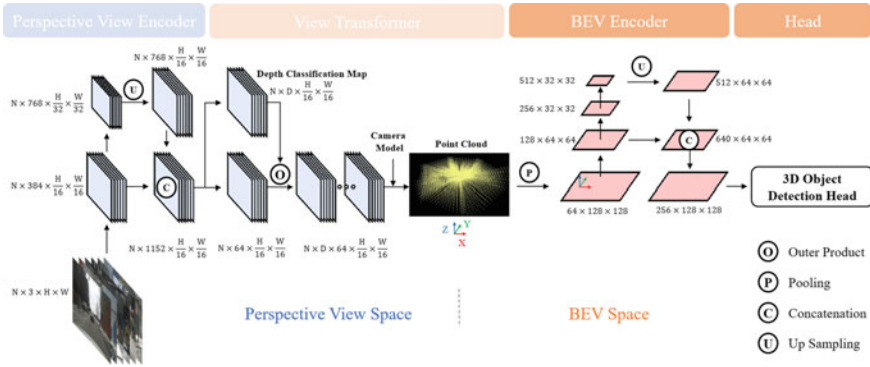 Perspective View Encoder
View Transformer
BEV Encoder
Head
N × 768 × H/16 × W/16
U
Depth Classification Map
N × D × H/16 × W/16
N × 768 × H/32 × W/32
Camera
Model
Point Cloud
N × 384 × H/16 × W/16
C
O
Z
Y
X
N × 1152 × H/16 × W/16
N × 64 × H/16 × W/16
N × D × 64 × H/16 × W/16
N × 3 × H × W
P
512 × 32 × 32
U
512 × 64 × 64
256 × 32 × 32
128 × 64 × 64
C
640 × 64 × 64
64 × 128 × 128
256 × 128 × 128
3D Object
Detection Head
O Outer Product
P Pooling
C Concatenation
U Up Sampling
Perspective View Space
BEV Space